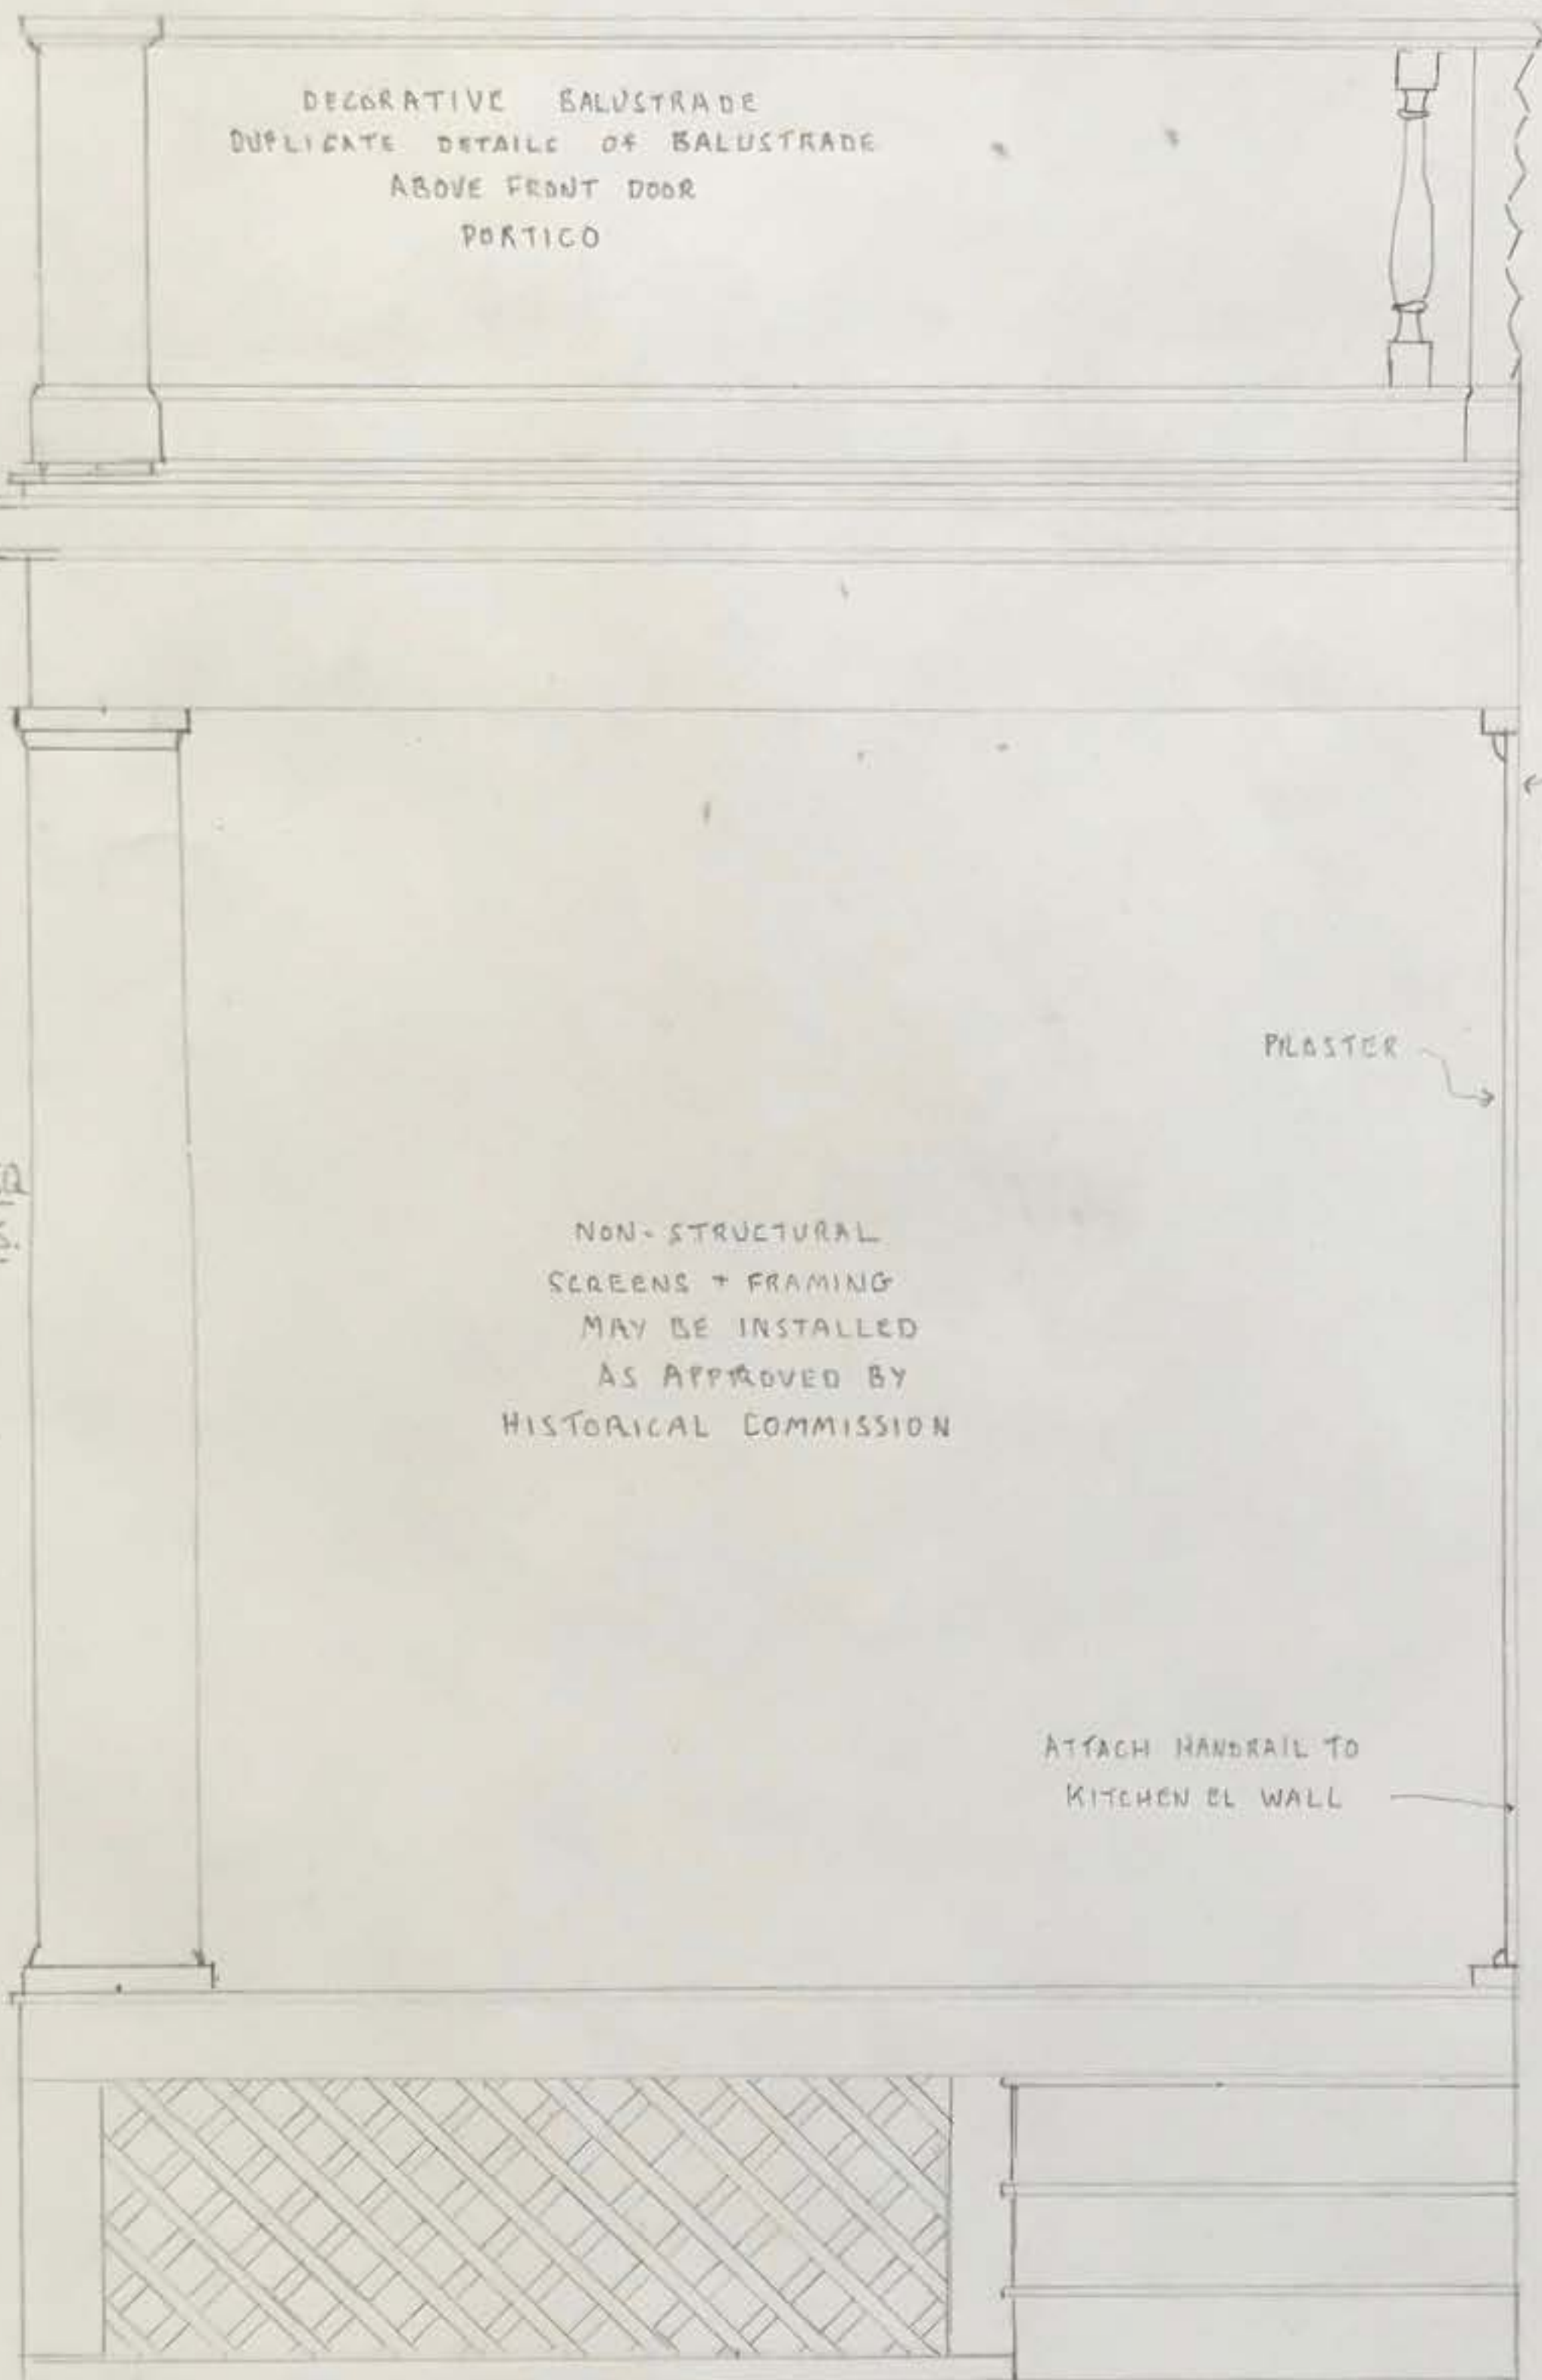 DECORATIVE BALUSTRADE
DUPLICATE DETAILS OF BALUSTRADE
ABOVE FRONT DOOR
PORTICO
PILASTER
NON-STRUCTURAL
SCREENS + FRAMING
MAY BE INSTALLED
AS APPROVED BY
HISTORICAL COMMISSION
ATTACH HANDRAIL TO
KITCHEN EL WALL